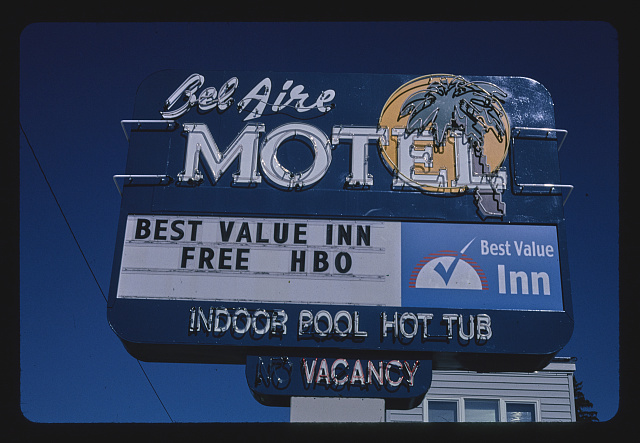 Bel Aire
MOTEL
BEST VALUE INN
FREE HBO
Best Value
Inn
INDOOR POOL HOT TUB
NO VACANCY